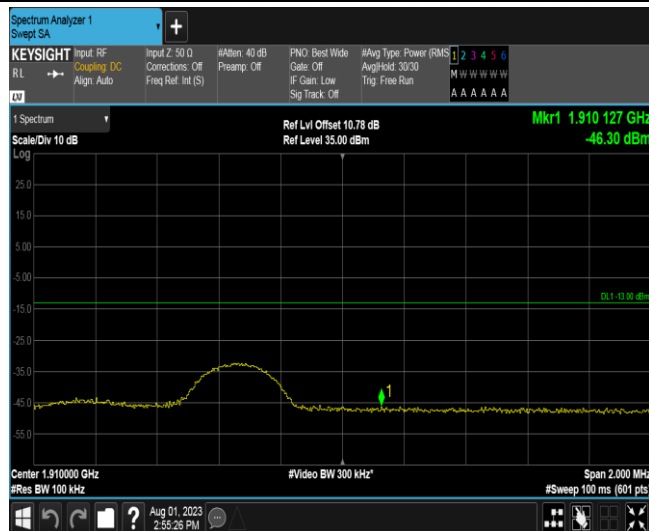 Spectrum Analyzer 1
Swept SA
+
KEYSIGHT
RL
LXI
Input: RF
Coupling: DC
Align: Auto
Input Z: 50 Ω
Corrections: Off
Freq Ref: Int (S)
#Atten: 40 dB
Preamp: Off
PNO: Best Wide
Gate: Off
IF Gain: Low
Sig Track: Off
#Avg Type: Power (RMS
Avg|Hold: 30/30
Trig: Free Run
1 2 3 4 5 6
M W W W W W
A A A A A A
1 Spectrum
Scale/Div 10 dB
Ref Lvl Offset 10.78 dB
Ref Level 35.00 dBm
Mkr1 1.910 127 GHz
-46.30 dBm
Log
25.0
15.0
5.00
-5.00
DL1 -13.00 dBm
-15.0
-25.0
-35.0
1
-45.0
-55.0
Center 1.910000 GHz
#Res BW 100 kHz
#Video BW 300 kHz*
Span 2.000 MHz
#Sweep 100 ms (601 pts)
?
Aug 01, 2023
2:55:26 PM